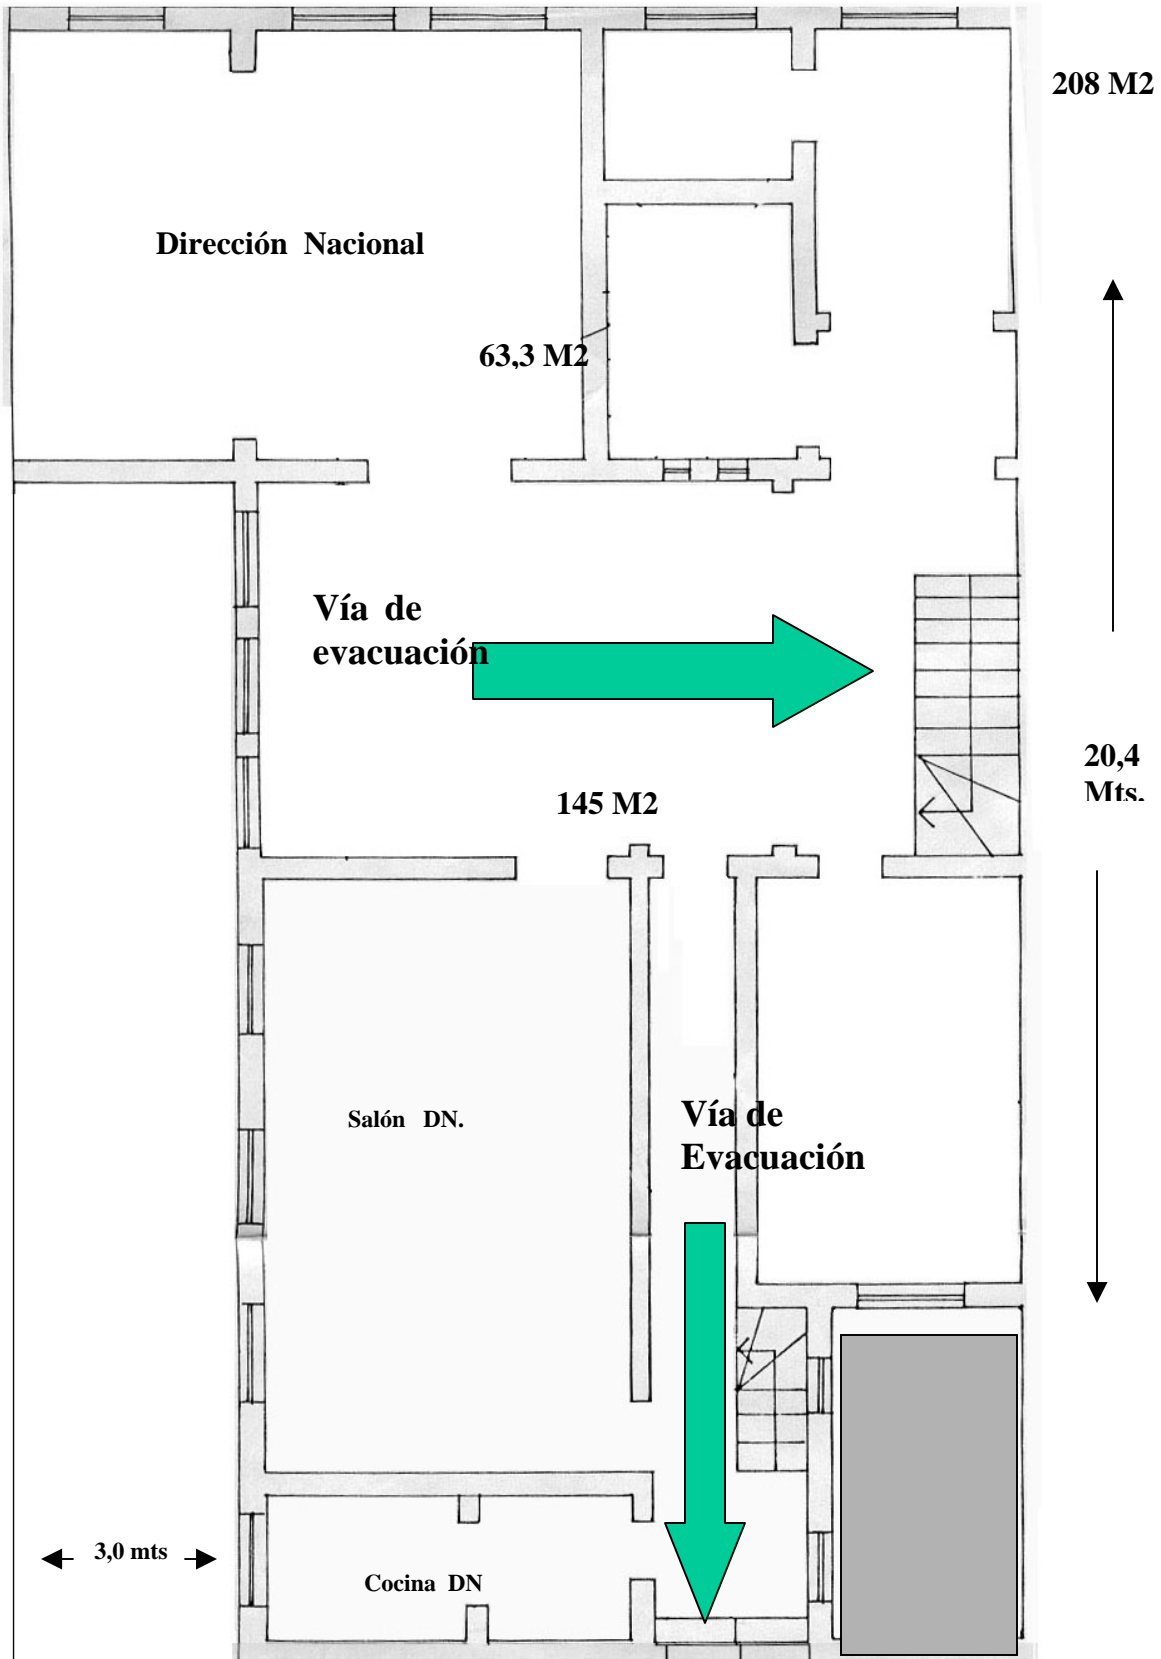 208 M2
Dirección Nacional
63,3 M2
Vía de
evacuación
20,4
Mts.
145 M2
Salón DN.
Vía de
Evacuación
3,0 mts
Cocina DN